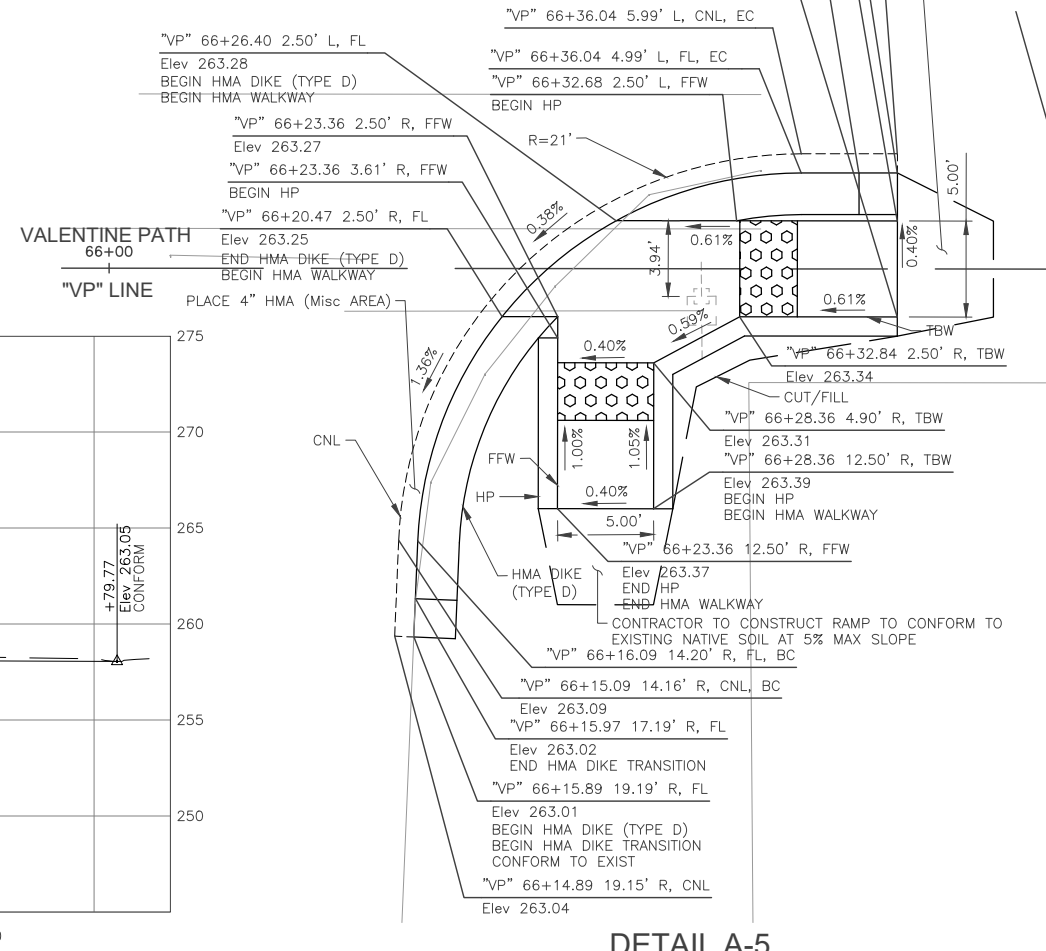 "VP" 66+36.04 5.99' L, CNL, EC
"VP" 66+26.40 2.50' L, FL
Elev 263.28
BEGIN HMA DIKE (TYPE D)
BEGIN HMA WALKWAY
"VP" 66+36.04 4.99' L, FL, EC
"VP" 66+32.68 2.50' L, FFW
BEGIN HP
"VP" 66+23.36 2.50' R, FFW
Elev 263.27
R=21'
"VP" 66+23.36 3.61' R, FFW
BEGIN HP
"VP" 66+20.47 2.50' R, FL
Elev 263.25
END HMA DIKE (TYPE D)
BEGIN HMA WALKWAY
VALENTINE PATH
66+00
"VP" LINE
PLACE 4" HMA (Misc AREA)
0.38%
0.61%
3.94'
5.00'
0.40%
0.61%
0.59%
TBW
0.40%
1.36%
"VP" 66+32.84 2.50' R, TBW
Elev 263.34
CUT/FILL
"VP" 66+28.36 4.90' R, TBW
Elev 263.31
"VP" 66+28.36 12.50' R, TBW
Elev 263.39
BEGIN HP
BEGIN HMA WALKWAY
CNL
FFW
HP
1.00%
1.05%
0.40%
5.00'
"VP" 66+23.36 12.50' R, FFW
Elev 263.37
END HP
END HMA WALKWAY
HMA DIKE
(TYPE D)
CONTRACTOR TO CONSTRUCT RAMP TO CONFORM TO
EXISTING NATIVE SOIL AT 5% MAX SLOPE
"VP" 66+16.09 14.20' R, FL, BC
"VP" 66+15.09 14.16' R, CNL, BC
Elev 263.09
"VP" 66+15.97 17.19' R, FL
Elev 263.02
END HMA DIKE TRANSITION
"VP" 66+15.89 19.19' R, FL
Elev 263.01
BEGIN HMA DIKE (TYPE D)
BEGIN HMA DIKE TRANSITION
CONFORM TO EXIST
"VP" 66+14.89 19.15' R, CNL
Elev 263.04
275
270
265
260
255
250
+79.77
Elev 263.05
CONFORM
DETAIL A-5